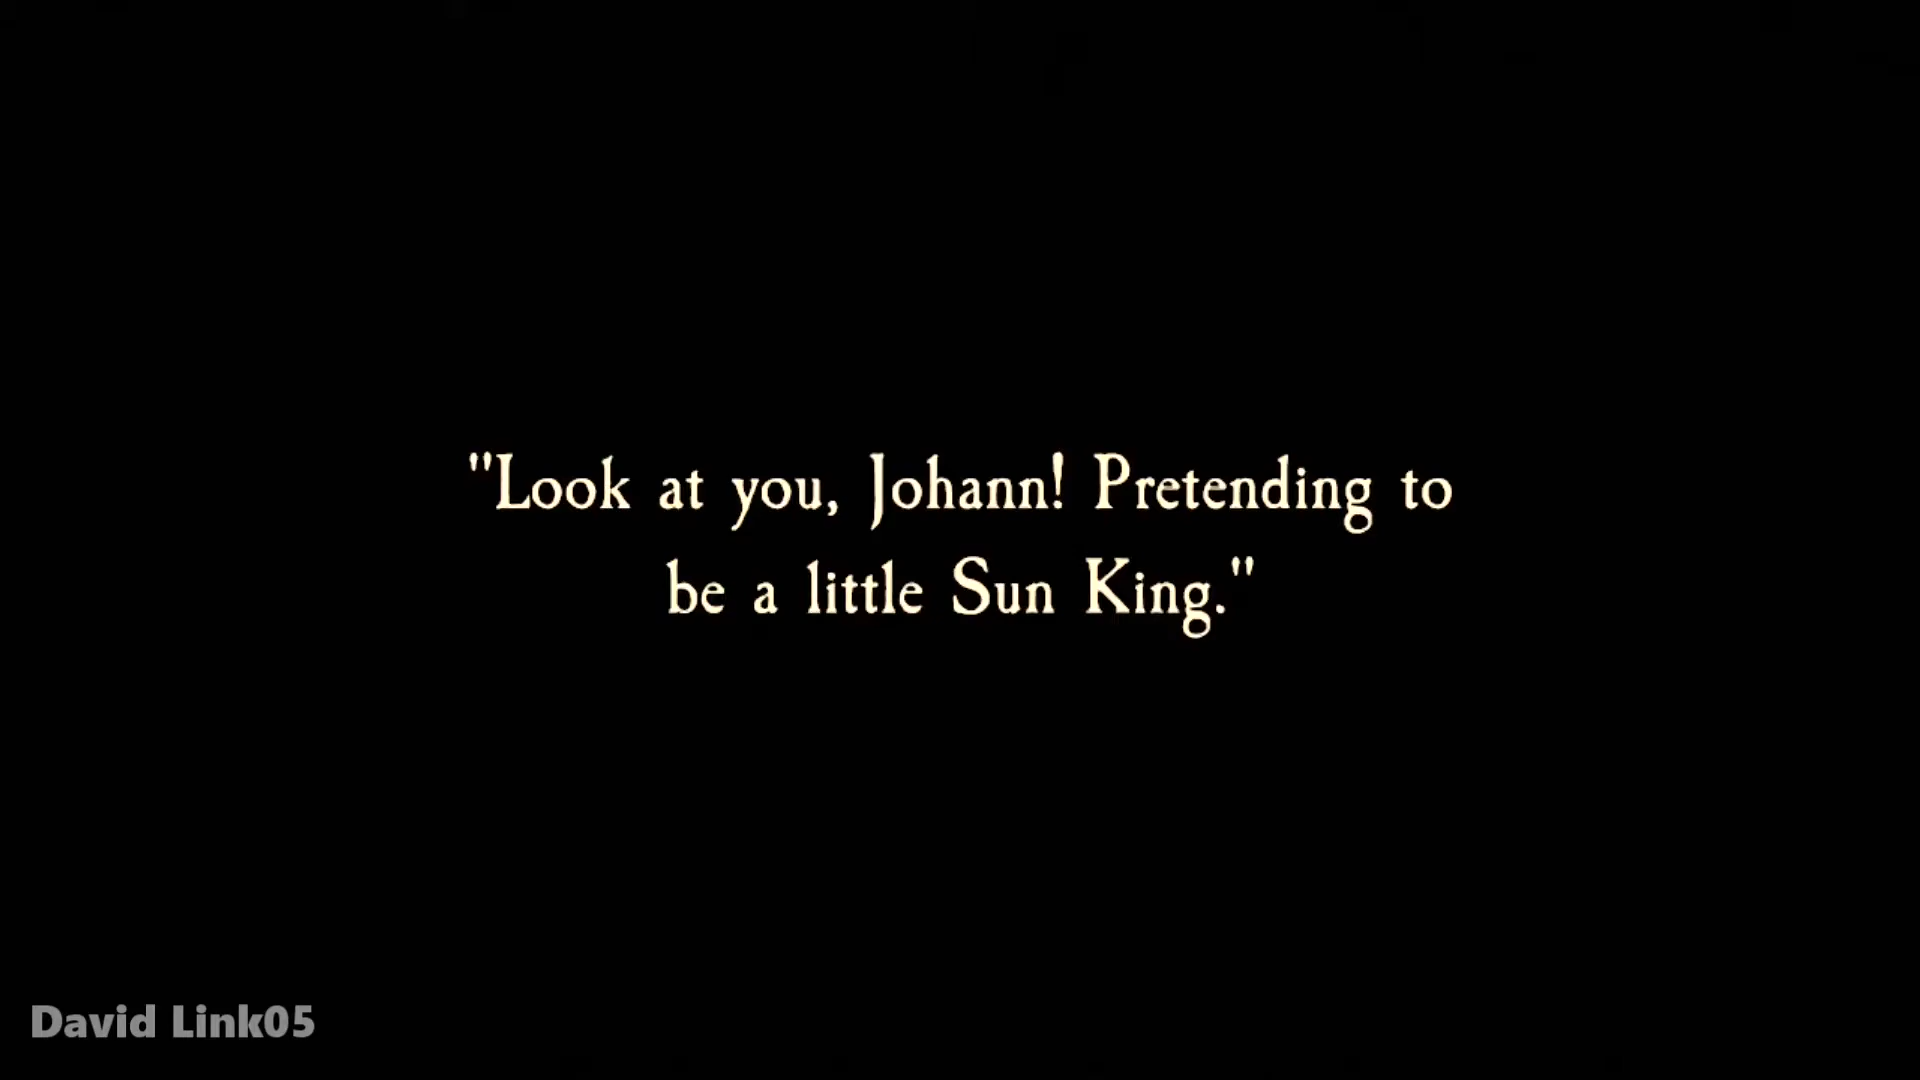 "Look at you, Johann! Pretending to
be a little Sun King."
David Link05